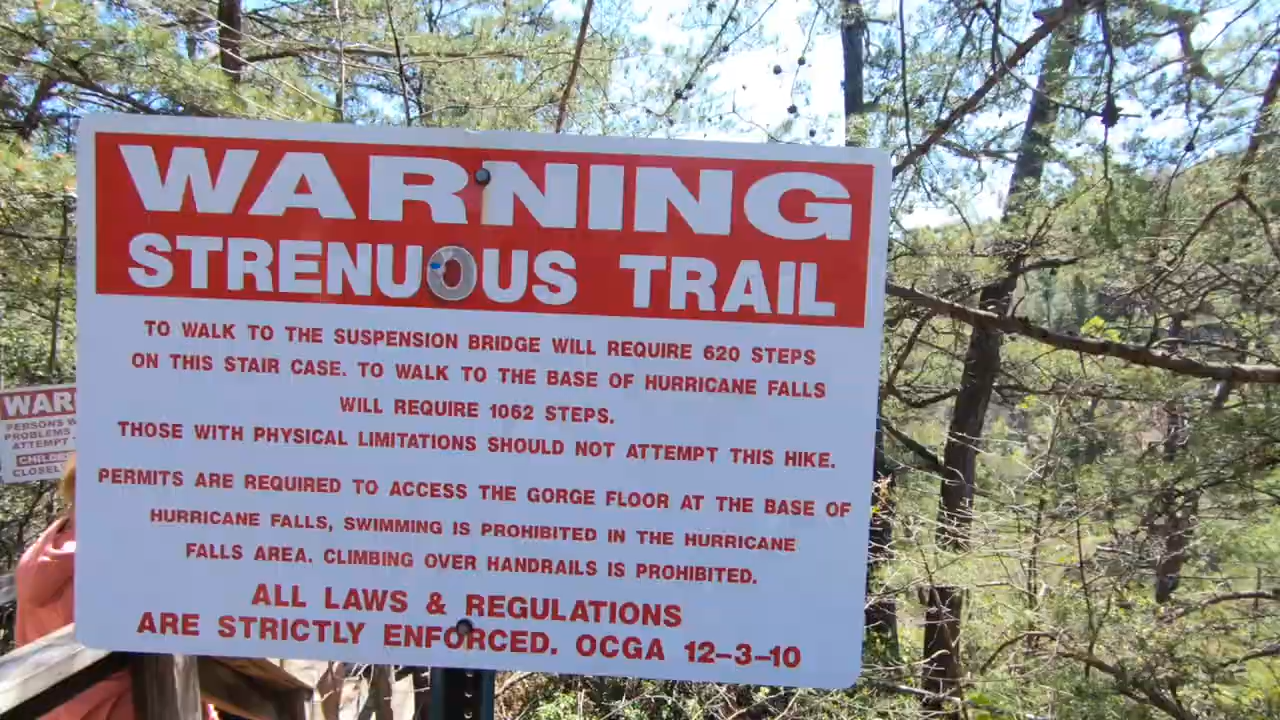 WARNING
STRENUOUS TRAIL
TO WALK TO THE SUSPENSION BRIDGE WILL REQUIRE 620 STEPS
ON THIS STAIR CASE. TO WALK TO THE BASE OF HURRICANE FALLS
WILL REQUIRE 1062 STEPS.
THOSE WITH PHYSICAL LIMITATIONS SHOULD NOT ATTEMPT THIS HIKE.
PERMITS ARE REQUIRED TO ACCESS THE GORGE FLOOR AT THE BASE OF
HURRICANE FALLS, SWIMMING IS PROHIBITED IN THE HURRICANE
FALLS AREA. CLIMBING OVER HANDRAILS IS PROHIBITED.
ALL LAWS & REGULATIONS
ARE STRICTLY ENFORCED. OCGA 12-3-10
WAR
PERSONS W
PROBLEMS
ATTEMPT
CHILDR
CLOSEL